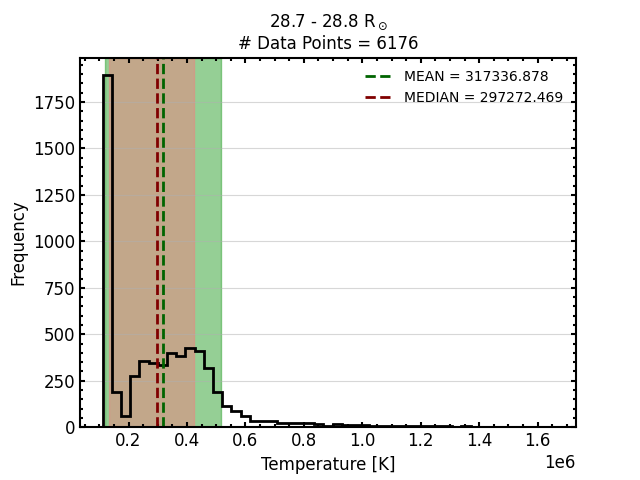 28.7 - 28.8 R⊙
# Data Points = 6176
MEAN = 317336.878
MEDIAN = 297272.469
Frequency
1750
1500
1250
1000
750
500
250
0
0.2 0.4 0.6 0.8 1.0 1.2 1.4 1.6
1e6
Temperature [K]